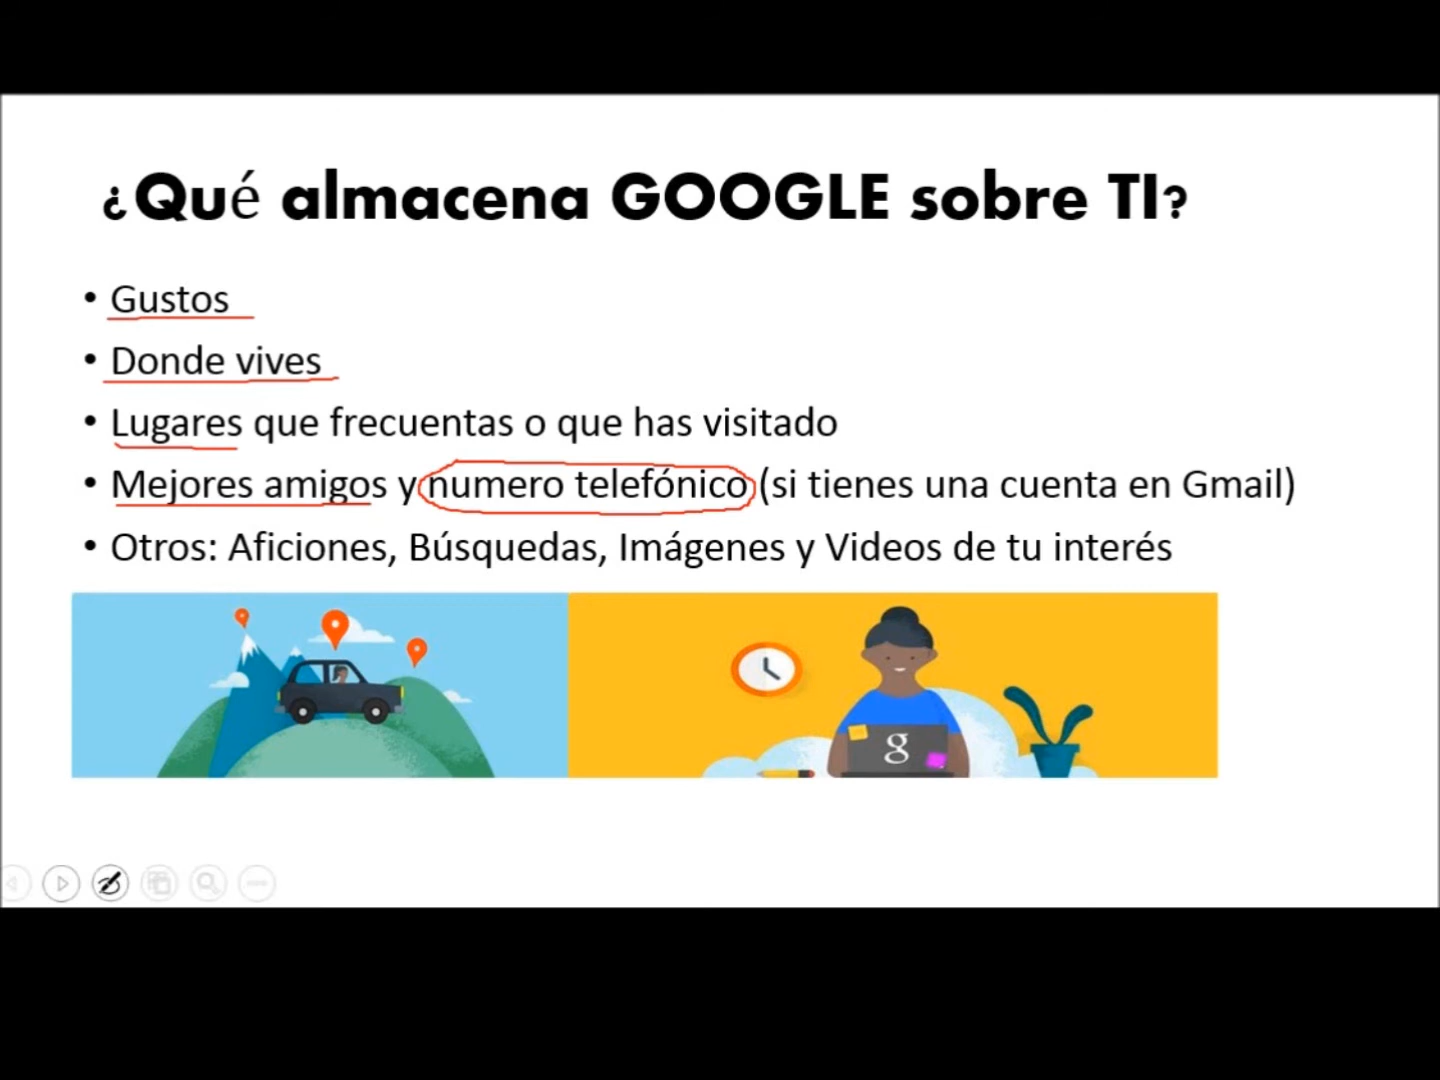 ¿Qué almacena GOOGLE sobre TI?
• Gustos
• Donde vives
• Lugares que frecuentas o que has visitado
• Mejores amigos y numero telefónico (si tienes una cuenta en Gmail)
• Otros: Aficiones, Búsquedas, Imágenes y Videos de tu interés
g